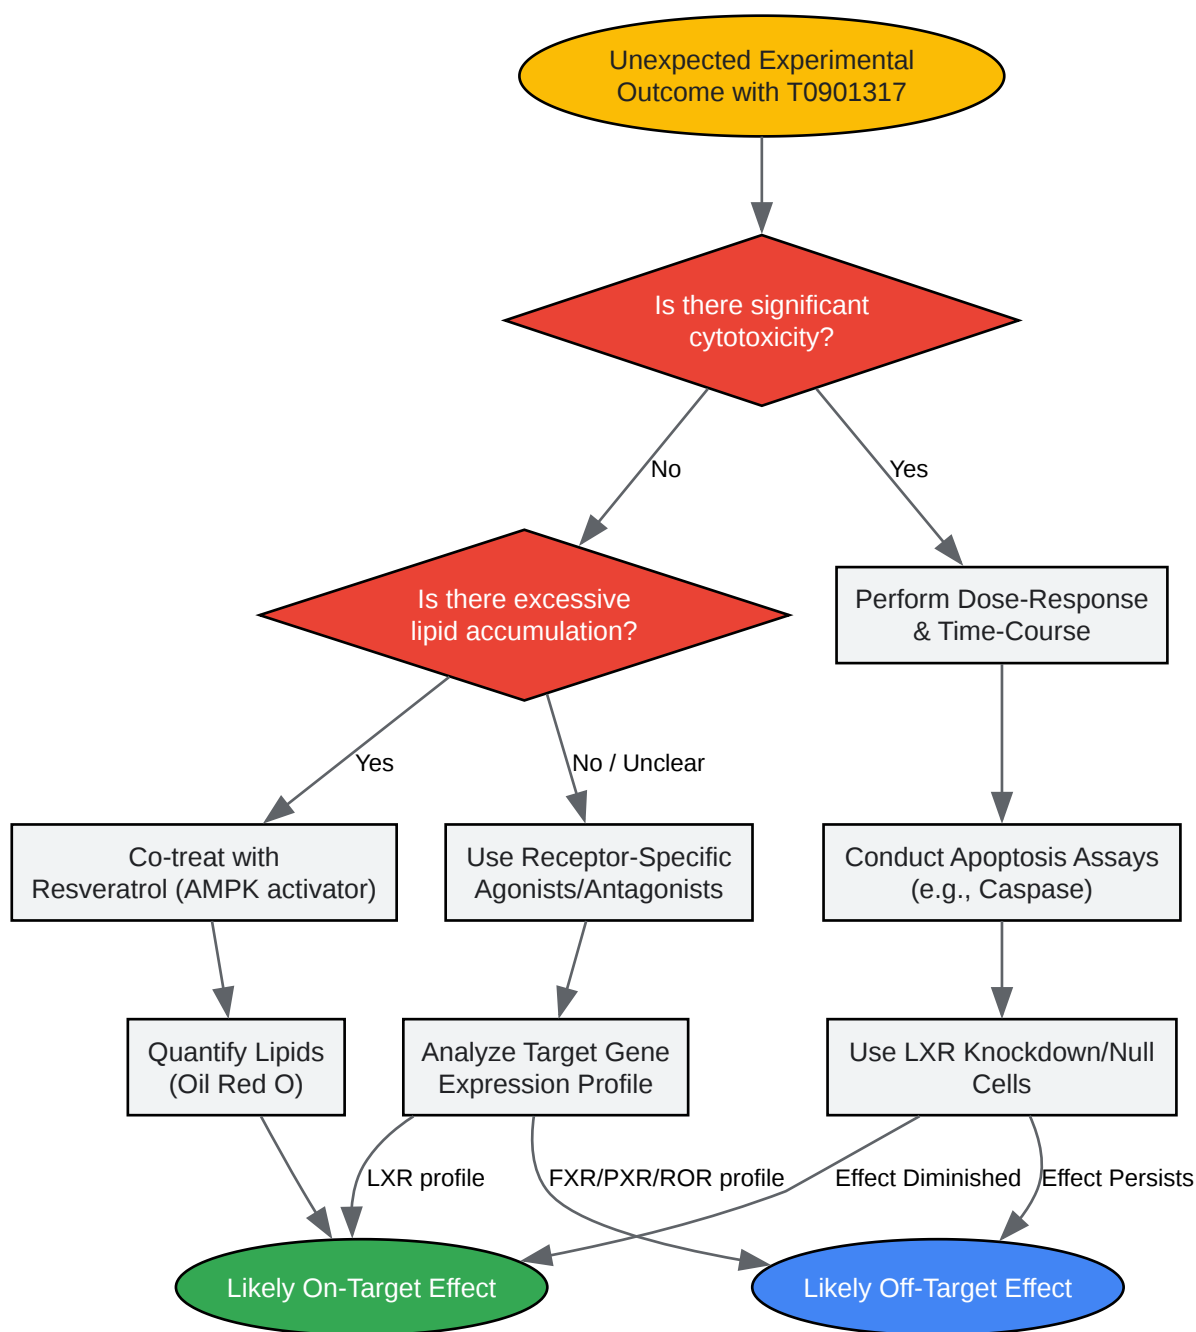 Unexpected Experimental
Outcome with T0901317
Is there significant
cytotoxicity?
No
Yes
Is there excessive
lipid accumulation?
Perform Dose-Response
& Time-Course
Yes
No / Unclear
Co-treat with
Resveratrol (AMPK activator)
Use Receptor-Specific
Agonists/Antagonists
Conduct Apoptosis Assays
(e.g., Caspase)
Quantify Lipids
(Oil Red O)
Analyze Target Gene
Expression Profile
Use LXR Knockdown/Null
Cells
LXR profile
FXR/PXR/ROR profile
Effect Diminished
Effect Persists
Likely On-Target Effect
Likely Off-Target Effect